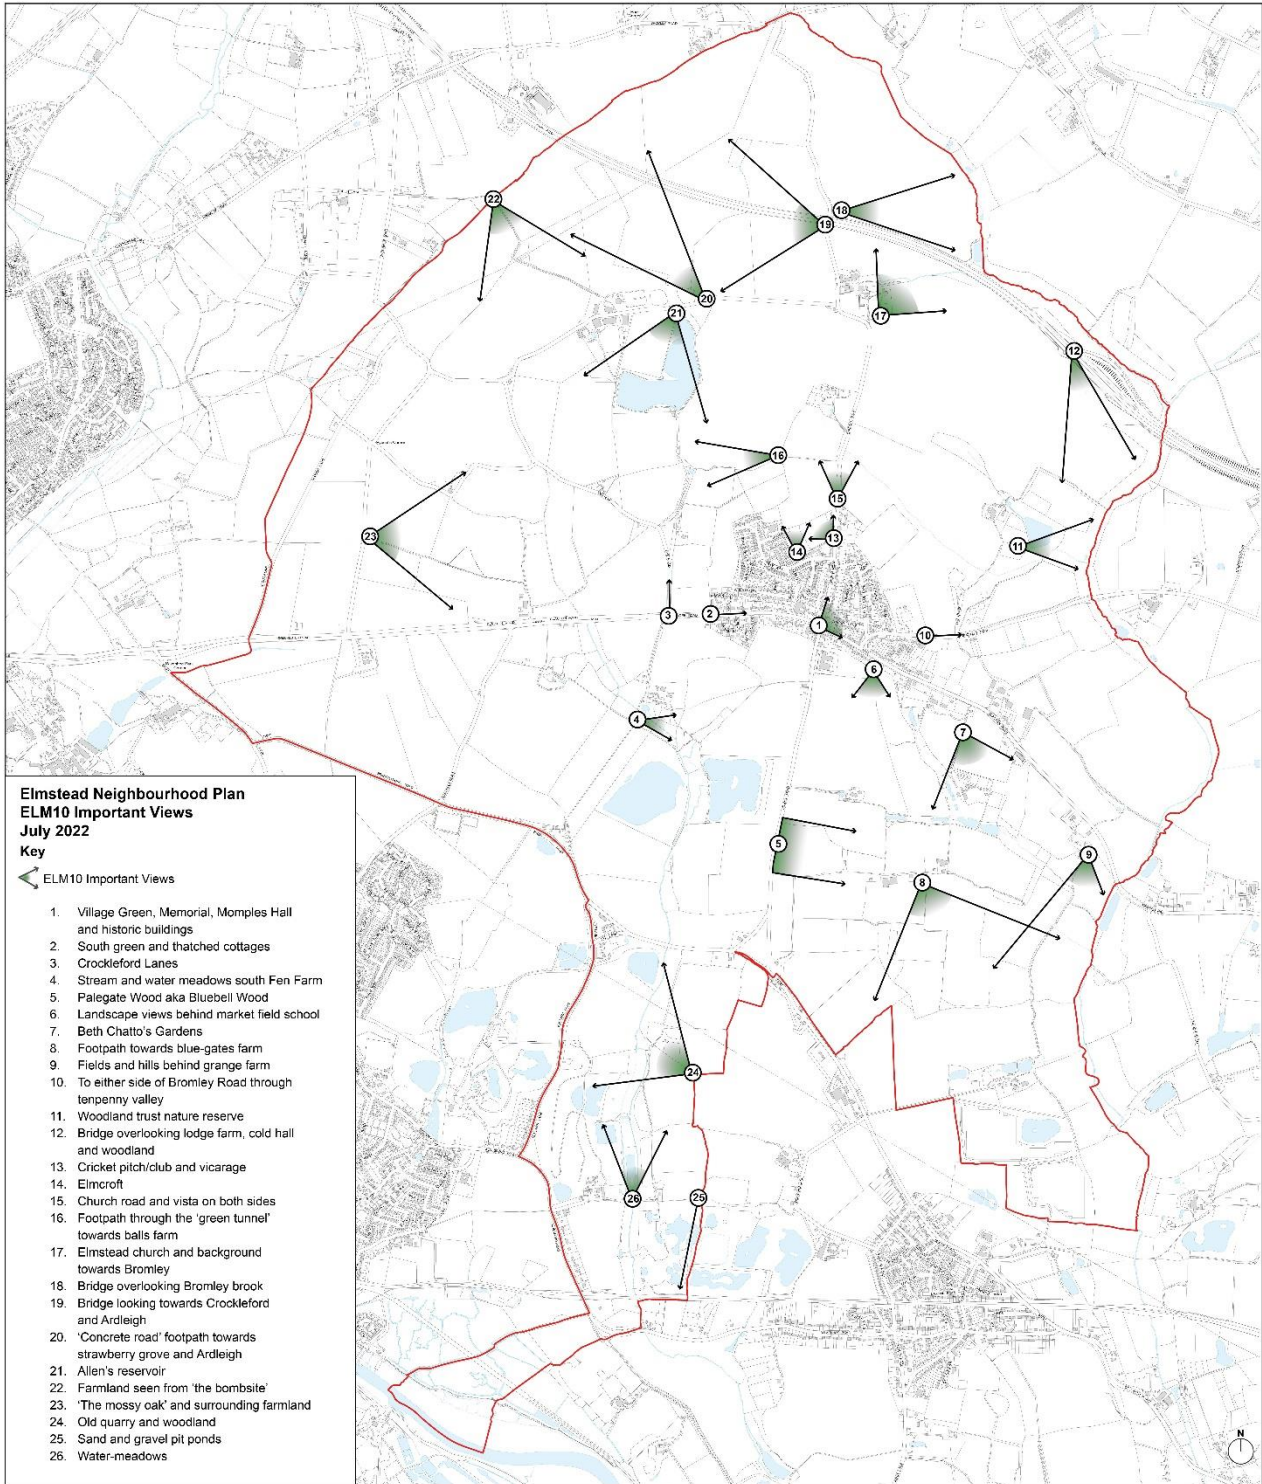 22
18
19
20
21
17
12
16
15
23
13
14
11
3
2
1
10
6
4
7
5
9
8
24
26
25
Elmstead Neighbourhood Plan
ELM10 Important Views
July 2022
Key
ELM10 Important Views
1. Village Green, Memorial, Momples Hall
and historic buildings
2. South green and thatched cottages
3. Crockleford Lanes
4. Stream and water meadows south Fen Farm
5. Palegate Wood aka Bluebell Wood
6. Landscape views behind market field school
7. Beth Chatto's Gardens
8. Footpath towards blue-gates farm
9. Fields and hills behind grange farm
10. To either side of Bromley Road through
tenpenny valley
11. Woodland trust nature reserve
12. Bridge overlooking lodge farm, cold hall
and woodland
13. Cricket pitch/club and vicarage
14. Elmcroft
15. Church road and vista on both sides
16. Footpath through the 'green tunnel'
towards balls farm
17. Elmstead church and background
towards Bromley
18. Bridge overlooking Bromley brook
19. Bridge looking towards Crockleford
and Ardleigh
20. 'Concrete road' footpath towards
strawberry grove and Ardleigh
21. Allen's reservoir
22. Farmland seen from 'the bombsite'
23. 'The mossy oak' and surrounding farmland
24. Old quarry and woodland
25. Sand and gravel pit ponds
26. Water-meadows
N